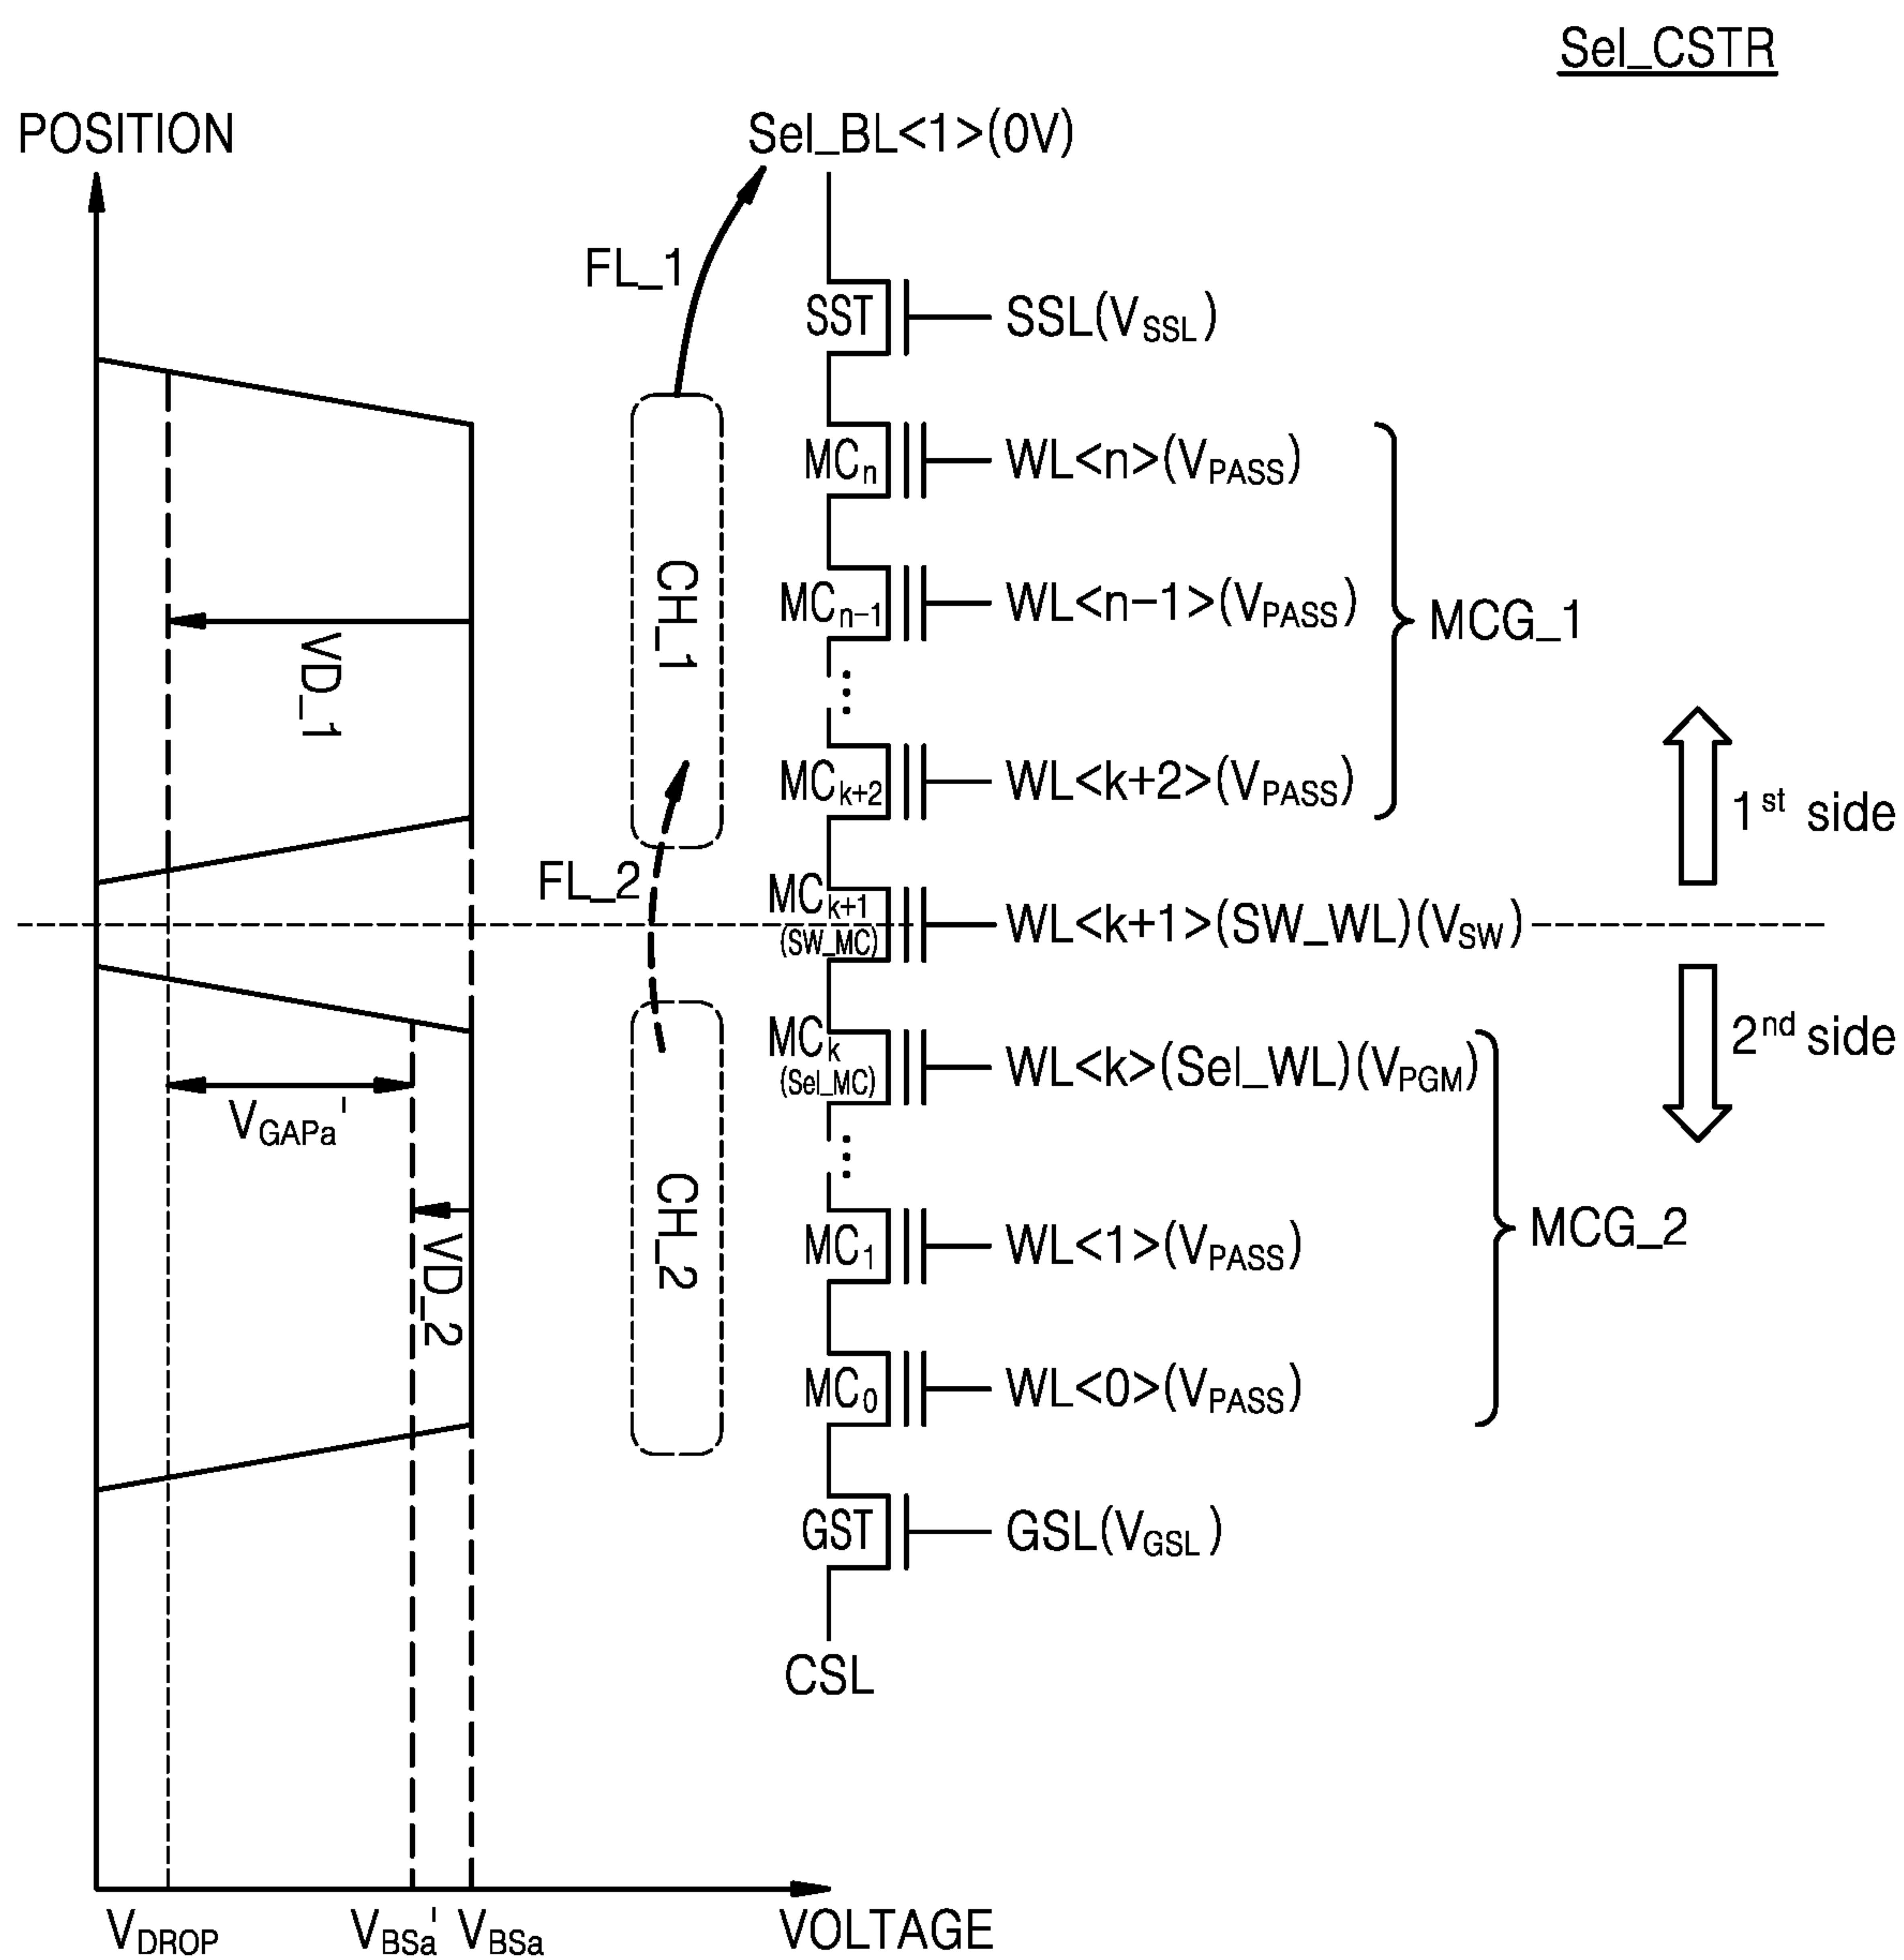 Sel_CSTR
POSITION
Sel_BL<1>(0V)
FL_1
SST
SSL(VSSL)
MCn
WL<n>(VPASS)
CH_1
MCn-1
WL<n-1>(VPASS)
MCG_1
VD_1
MCk+2
WL<k+2>(VPASS)
1st side
FL_2
MCk+1
(SW_MC)
WL<k+1>(SW_WL)(VSW)
MCk
(Sel_MC)
WL<k>(Sel_WL)(VPGM)
2nd side
VGAPa'
CH_2
VD_2
MC1
WL<1>(VPASS)
MCG_2
MC0
WL<0>(VPASS)
GST
GSL(VGSL)
CSL
VDROP
VBSa'
VBSa
VOLTAGE